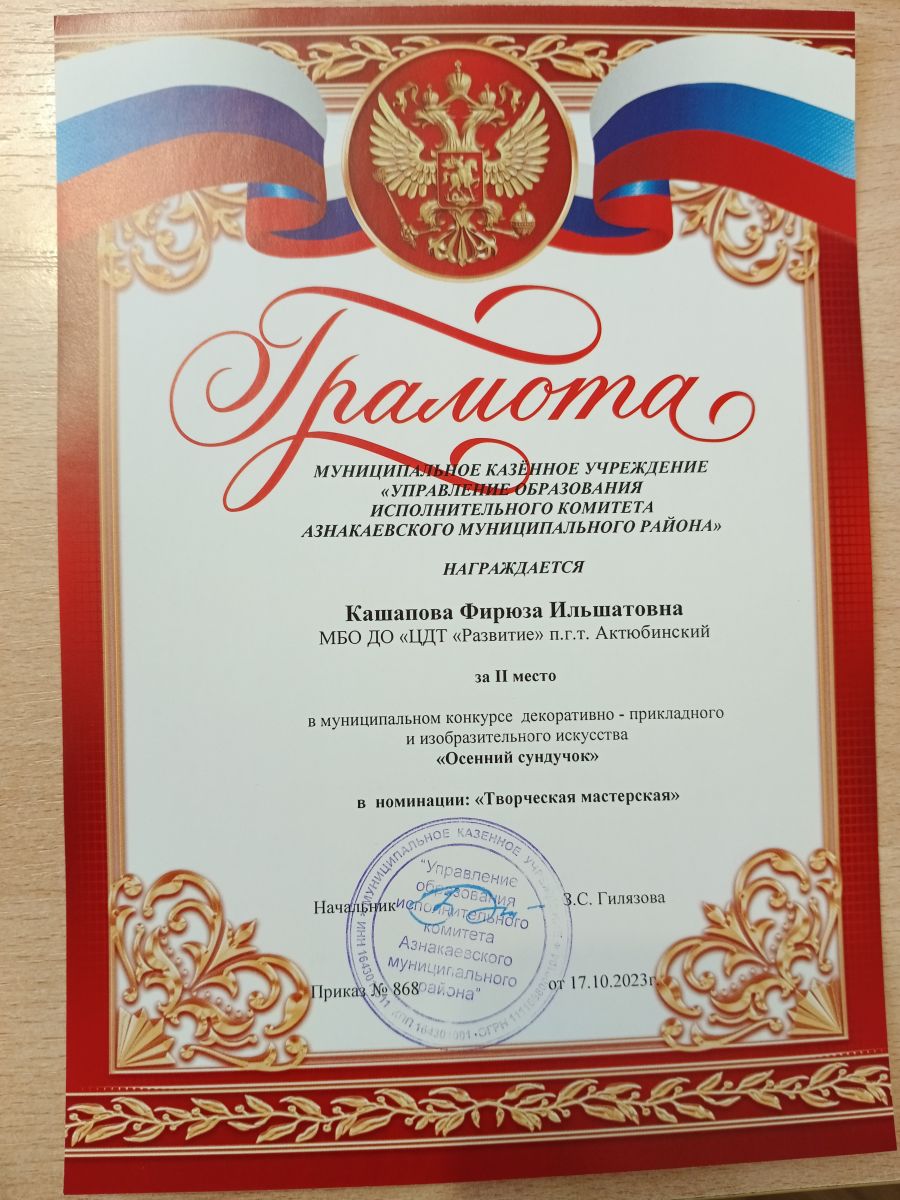 Грамота
МУНИЦИПАЛЬНОЕ КАЗЁННОЕ УЧРЕЖДЕНИЕ
«УПРАВЛЕНИЕ ОБРАЗОВАНИЯ
ИСПОЛНИТЕЛЬНОГО КОМИТЕТА
АЗНАКАЕВСКОГО МУНИЦИПАЛЬНОГО РАЙОНА»
НАГРАЖДАЕТСЯ
Кашапова Фирюза Ильшатовна
МБО ДО «ЦДТ «Развитие» п.г.т. Актюбинский
за II место
в муниципальном конкурсе декоративно - прикладного
и изобразительного искусства
«Осенний сундучок»
в номинации: «Творческая мастерская»
МУНИЦИПАЛЬНОЕ КАЗЕННОЕ
"Управление
образования
исполнительного
комитета
Азнакаевского
муниципального
района"
Начальник З.С. Гилязова
Приказ № 868 от 17.10.2023г.